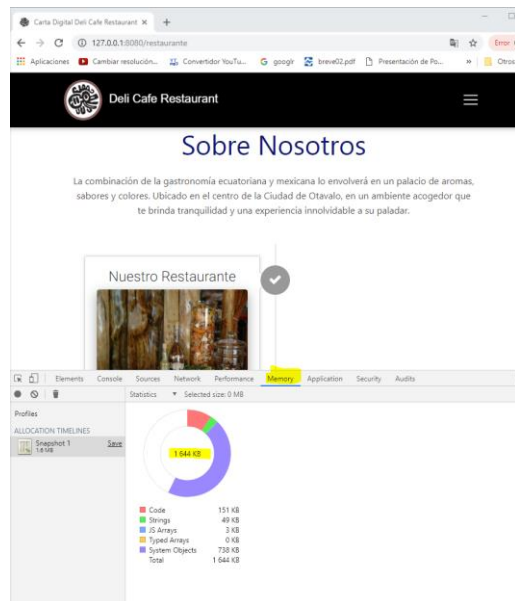 Carta Digital Deli Cafe Restaurant
127.0.0.1:8080/restaurante
Error
Aplicaciones Cambiar resolución... Convertidor YouTu... googlr breve02.pdf Presentación de Po... » Otros
Deli Cafe Restaurant
Sobre Nosotros
La combinación de la gastronomía ecuatoriana y mexicana lo envolverá en un palacio de aromas,
sabores y colores. Ubicado en el centro de la Ciudad de Otavalo, en un ambiente acogedor que
te brinda tranquilidad y una experiencia innolvidable a su paladar.
Nuestro Restaurante
Elements Console Sources Network Performance Memory Application Security Audits
Statistics ▼ Selected size: 0 MB
Profiles
ALLOCATION TIMELINES
Snapshot 1 Save
1.6 MB
1 644 KB
Code 151 KB
Strings 49 KB
JS Arrays 3 KB
Typed Arrays 0 KB
System Objects 738 KB
Total 1 644 KB